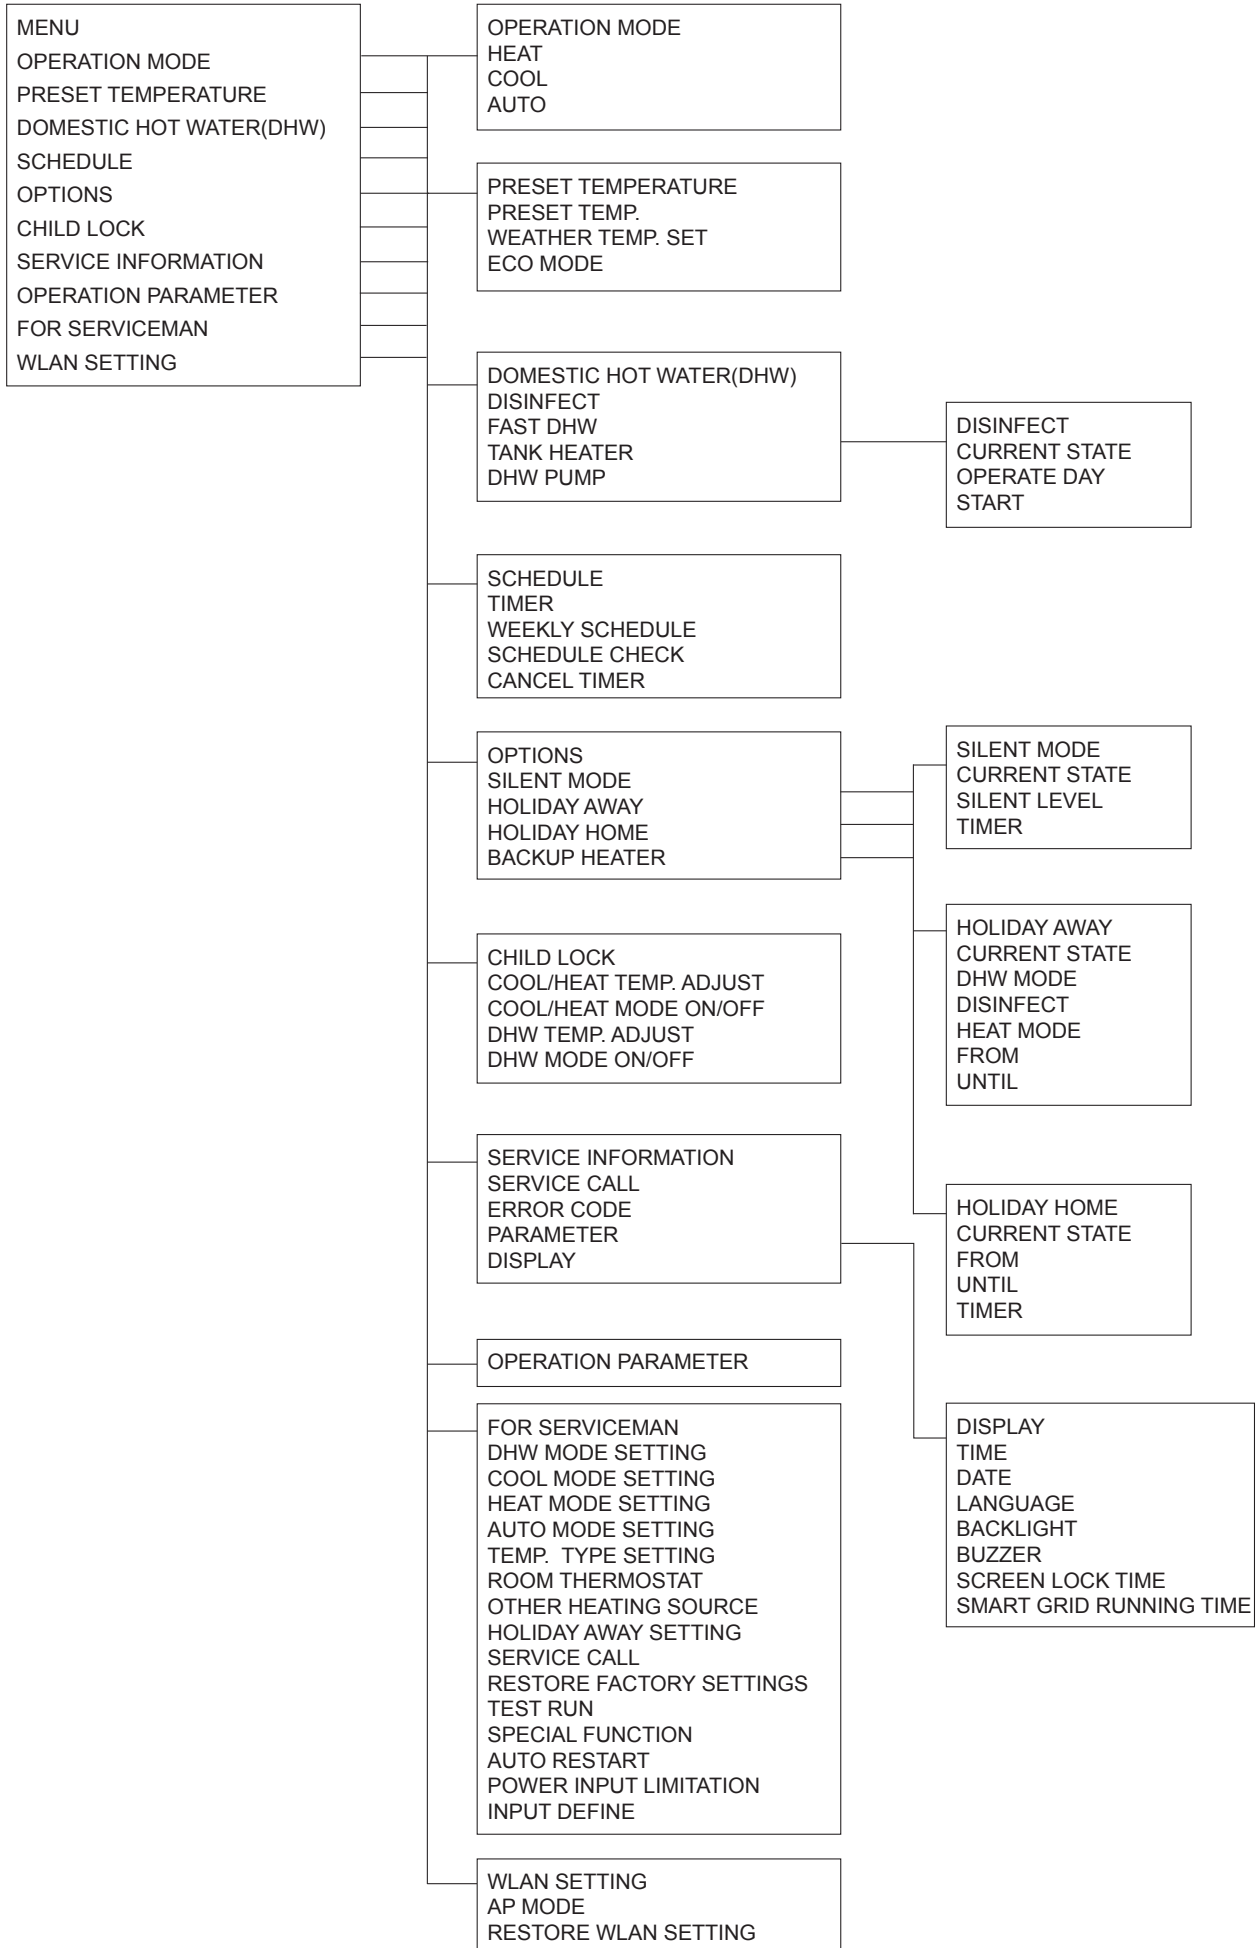 MENU
OPERATION MODE
PRESET TEMPERATURE
DOMESTIC HOT WATER(DHW)
SCHEDULE
OPTIONS
CHILD LOCK
SERVICE INFORMATION
OPERATION PARAMETER
FOR SERVICEMAN
WLAN SETTING
OPERATION MODE
HEAT
COOL
AUTO
PRESET TEMPERATURE
PRESET TEMP.
WEATHER TEMP. SET
ECO MODE
DOMESTIC HOT WATER(DHW)
DISINFECT
FAST DHW
TANK HEATER
DHW PUMP
DISINFECT
CURRENT STATE
OPERATE DAY
START
SCHEDULE
TIMER
WEEKLY SCHEDULE
SCHEDULE CHECK
CANCEL TIMER
OPTIONS
SILENT MODE
HOLIDAY AWAY
HOLIDAY HOME
BACKUP HEATER
SILENT MODE
CURRENT STATE
SILENT LEVEL
TIMER
HOLIDAY AWAY
CURRENT STATE
DHW MODE
DISINFECT
HEAT MODE
FROM
UNTIL
HOLIDAY HOME
CURRENT STATE
FROM
UNTIL
TIMER
CHILD LOCK
COOL/HEAT TEMP. ADJUST
COOL/HEAT MODE ON/OFF
DHW TEMP. ADJUST
DHW MODE ON/OFF
SERVICE INFORMATION
SERVICE CALL
ERROR CODE
PARAMETER
DISPLAY
DISPLAY
TIME
DATE
LANGUAGE
BACKLIGHT
BUZZER
SCREEN LOCK TIME
SMART GRID RUNNING TIME
OPERATION PARAMETER
FOR SERVICEMAN
DHW MODE SETTING
COOL MODE SETTING
HEAT MODE SETTING
AUTO MODE SETTING
TEMP. TYPE SETTING
ROOM THERMOSTAT
OTHER HEATING SOURCE
HOLIDAY AWAY SETTING
SERVICE CALL
RESTORE FACTORY SETTINGS
TEST RUN
SPECIAL FUNCTION
AUTO RESTART
POWER INPUT LIMITATION
INPUT DEFINE
WLAN SETTING
AP MODE
RESTORE WLAN SETTING